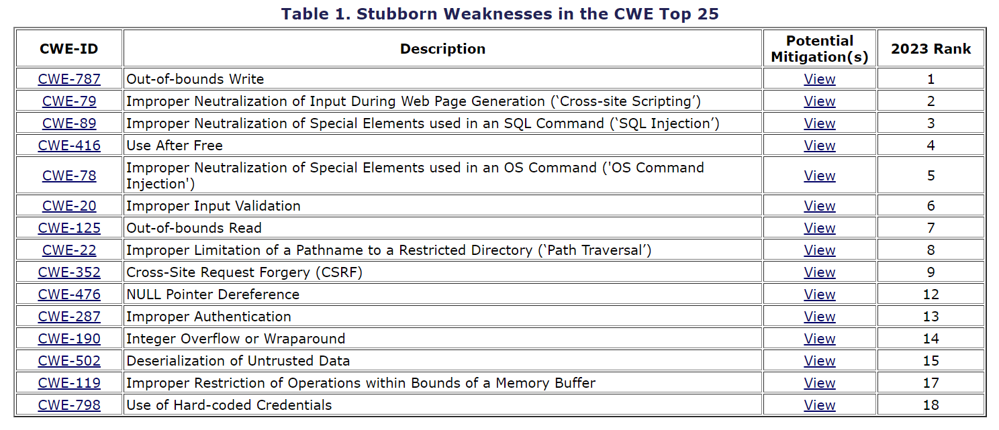 Table 1. Stubborn Weaknesses in the CWE Top 25
CWE-ID Description Potential Mitigation(s) 2023 Rank
CWE-787 Out-of-bounds Write View 1
CWE-79 Improper Neutralization of Input During Web Page Generation (‘Cross-site Scripting’) View 2
CWE-89 Improper Neutralization of Special Elements used in an SQL Command (‘SQL Injection’) View 3
CWE-416 Use After Free View 4
CWE-78 Improper Neutralization of Special Elements used in an OS Command ('OS Command
Injection') View 5
CWE-20 Improper Input Validation View 6
CWE-125 Out-of-bounds Read View 7
CWE-22 Improper Limitation of a Pathname to a Restricted Directory (‘Path Traversal’) View 8
CWE-352 Cross-Site Request Forgery (CSRF) View 9
CWE-476 NULL Pointer Dereference View 12
CWE-287 Improper Authentication View 13
CWE-190 Integer Overflow or Wraparound View 14
CWE-502 Deserialization of Untrusted Data View 15
CWE-119 Improper Restriction of Operations within Bounds of a Memory Buffer View 17
CWE-798 Use of Hard-coded Credentials View 18